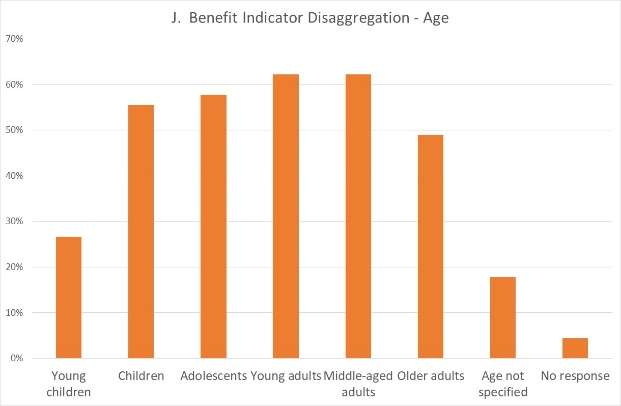 J.  Benefit Indicator Disaggregation - Age
70%
60%
50%
40%
30%
20%
10%
0%
Young children
Children
Adolescents
Young adults
Middle-aged adults
Older adults
Age not specified
No response